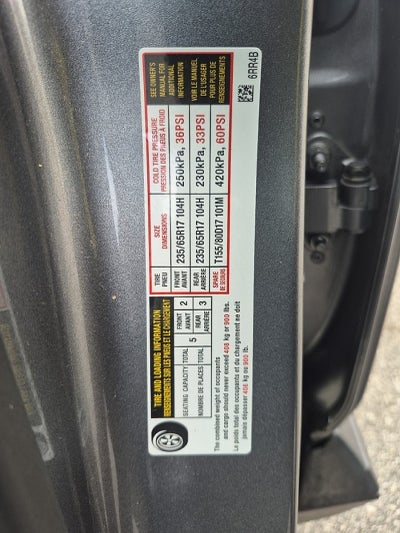 TIRE AND LOADING INFORMATION
RENSEIGNEMENTS SUR LES PNEUS ET LE CHARGEMENT
SEATING CAPACITY TOTAL 5 FRONT AVANT 2 REAR ARRIÈRE 3
NOMBRE DE PLACES TOTAL
The combined weight of occupants
and cargo should never exceed 408 kg or 900 lbs.
Le poids total des occupants et du chargement ne doit
jamais dépasser 408 kg ou 900 lb.
TIRE PNEU
SIZE DIMENSIONS
COLD TIRE PRESSURE
PRESSION DES PNEUS À FROID
FRONT AVANT 235/65R17 104H 250kPa, 36PSI
REAR ARRIÈRE 235/65R17 104H 230kPa, 33PSI
SPARE DE SECOURS T155/80D17 101M 420kPa, 60PSI
SEE OWNER'S
MANUAL FOR
ADDITIONAL
INFORMATION
VOIR LE MANUEL
DE L'USAGER
POUR PLUS DE
RENSEIGNEMENTS
6RR4B